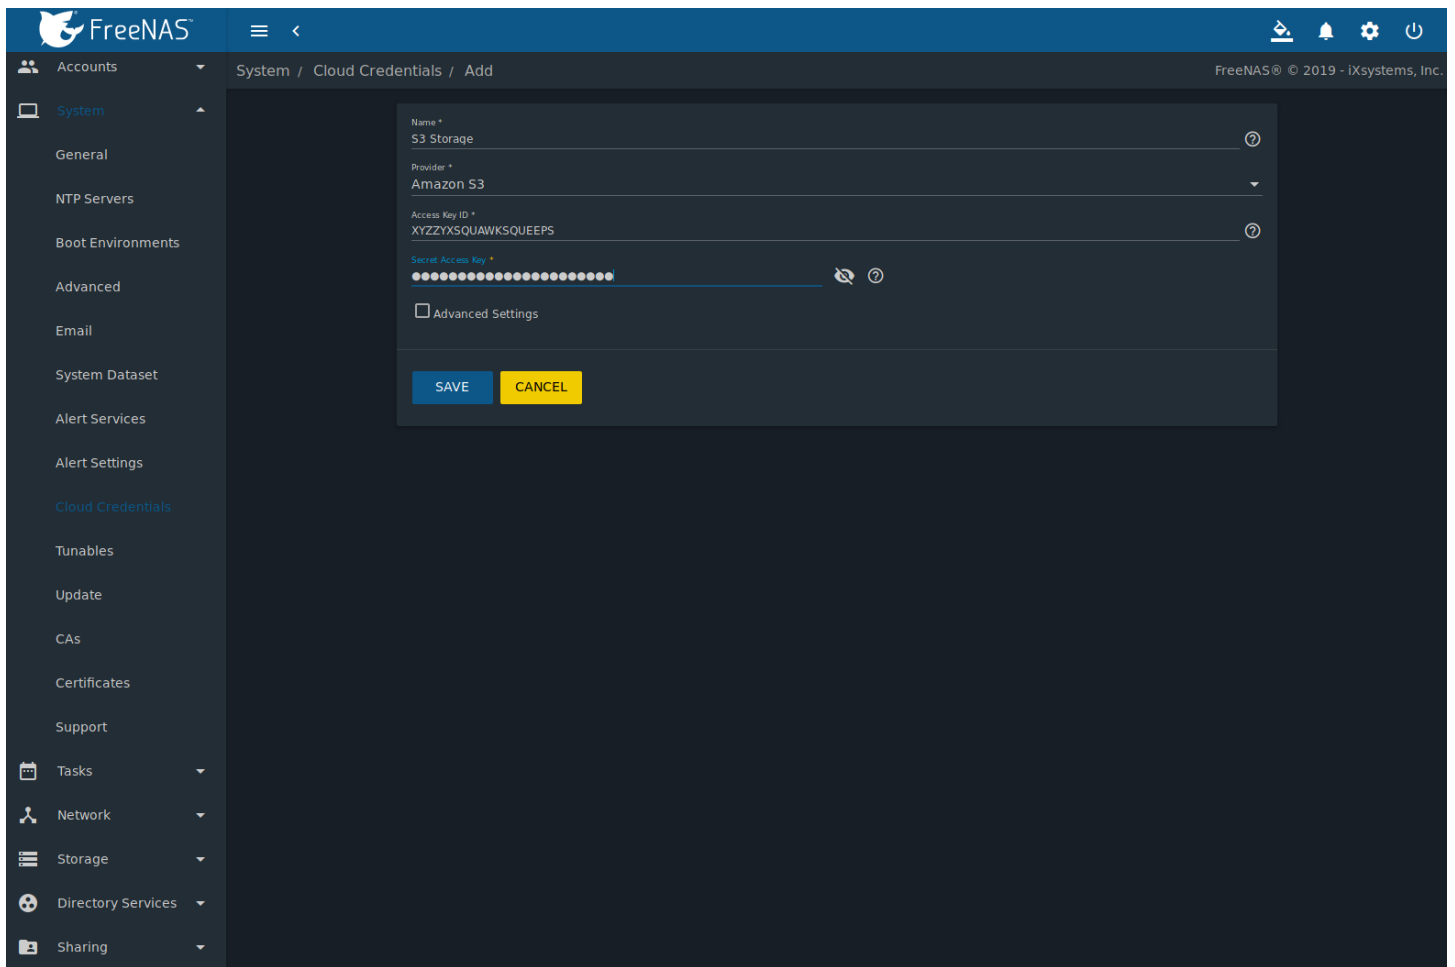 FreeNAS™
Accounts
System / Cloud Credentials / Add
FreeNAS® © 2019 - iXsystems, Inc.
System
General
NTP Servers
Boot Environments
Advanced
Email
System Dataset
Alert Services
Alert Settings
Cloud Credentials
Tunables
Update
CAs
Certificates
Support
Tasks
Network
Storage
Directory Services
Sharing
Name *
S3 Storage
Provider *
Amazon S3
Access Key ID *
XYZZYXSQUAWKSQUEEPS
Secret Access Key *
●●●●●●●●●●●●●●●●●●●●●●
Advanced Settings
SAVE
CANCEL